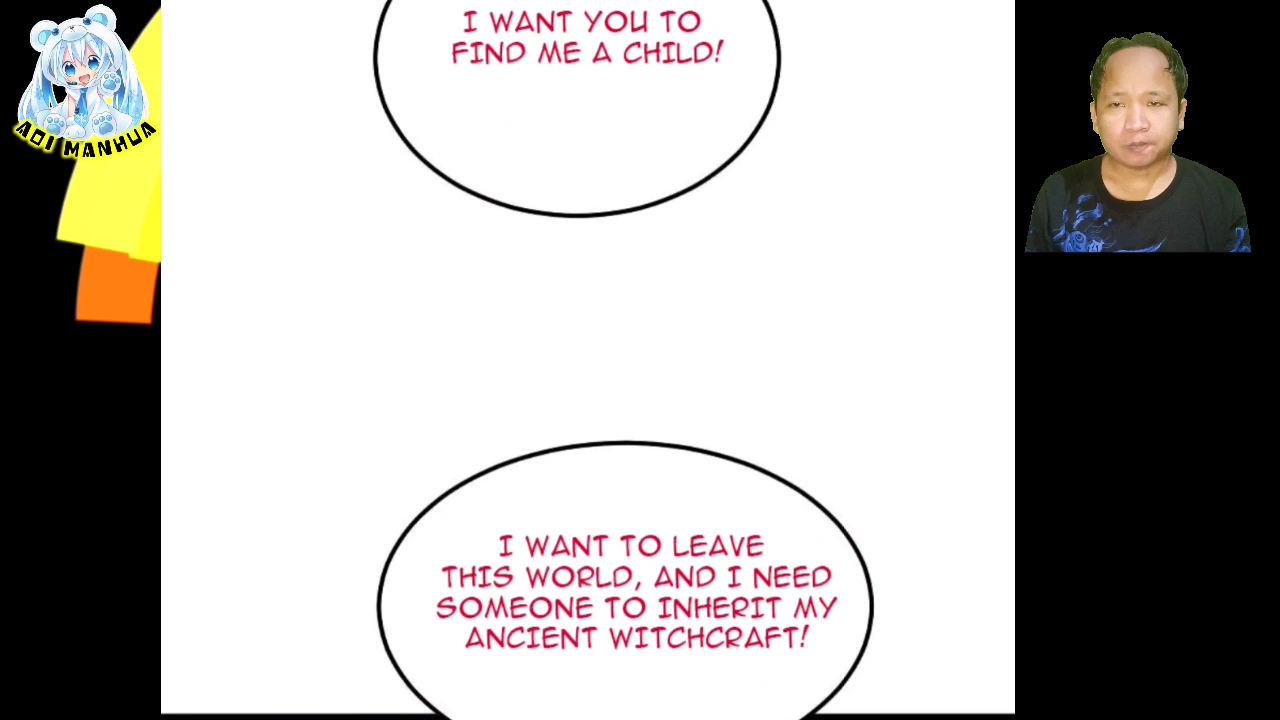 I WANT YOU TO
FIND ME A CHILD!
AOI MANHUA
I WANT TO LEAVE
THIS WORLD, AND I NEED
SOMEONE TO INHERIT MY
ANCIENT WITCHCRAFT!